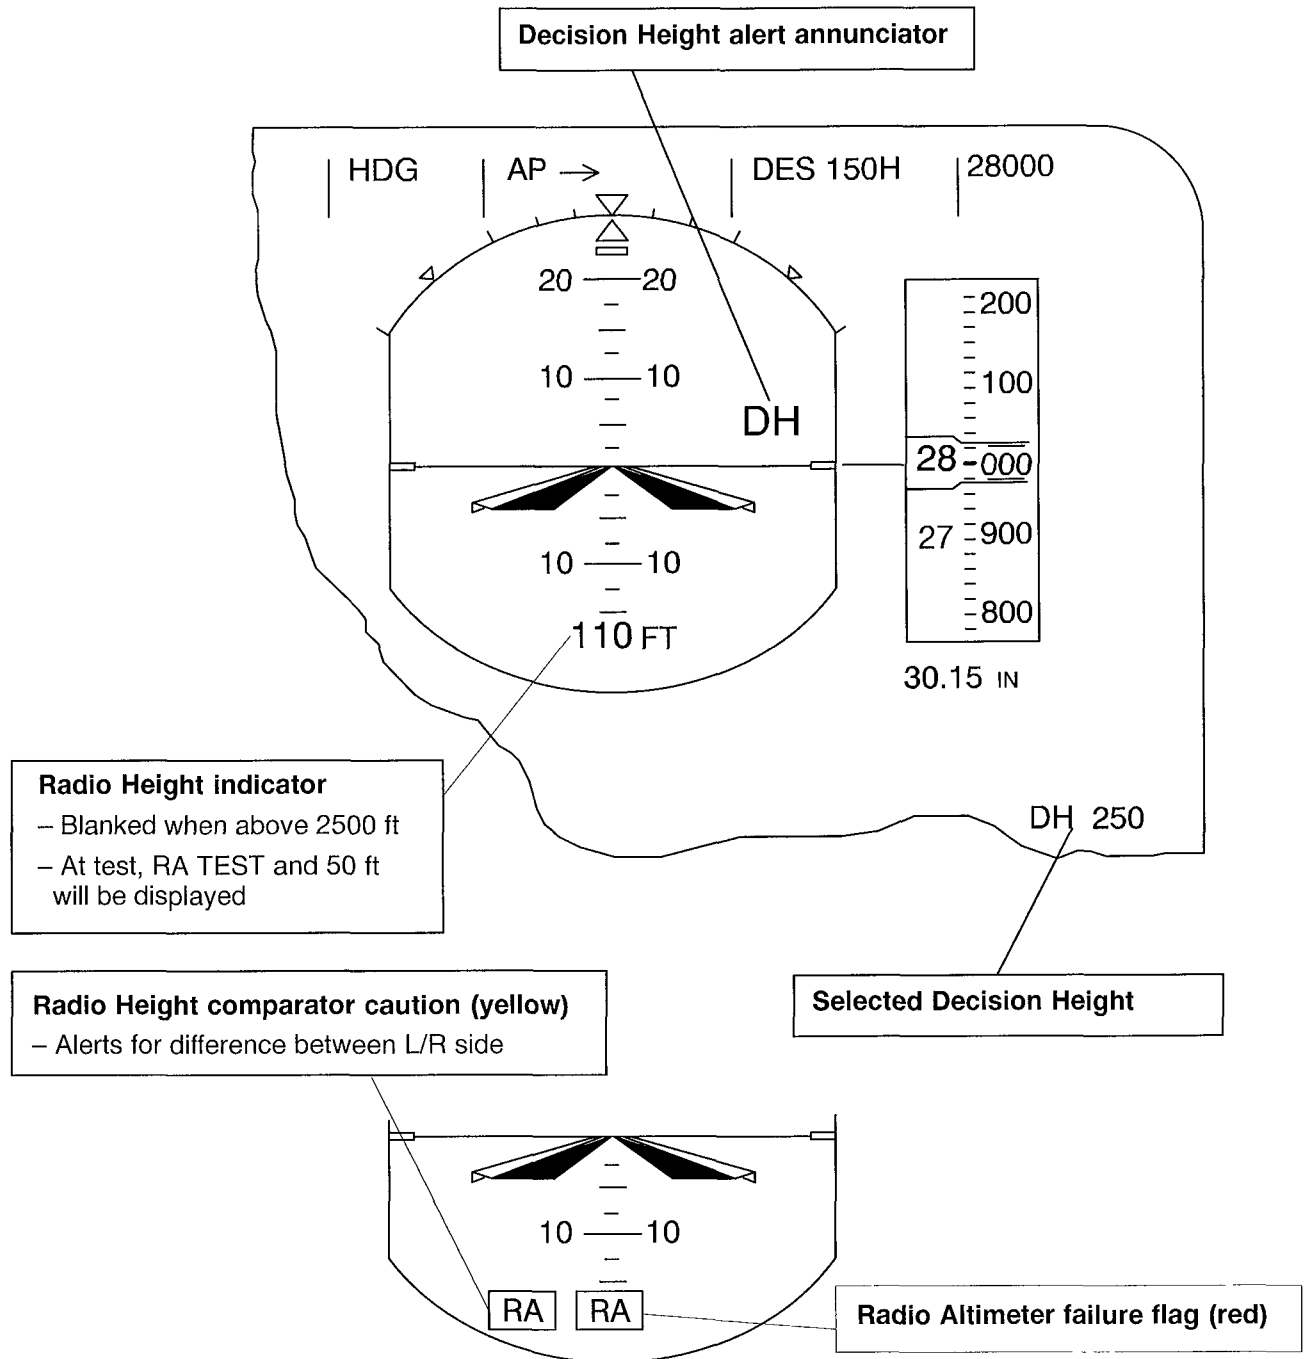 Decision Height alert annunciator
HDG
AP →
DES 150H
28000
20 20
10 10
DH
10 10
110 FT
200
100
28 000
27 900
800
30.15 IN
Radio Height indicator
– Blanked when above 2500 ft
– At test, RA TEST and 50 ft
will be displayed
DH 250
Radio Height comparator caution (yellow)
– Alerts for difference between L/R side
Selected Decision Height
10 10
RA RA
Radio Altimeter failure flag (red)